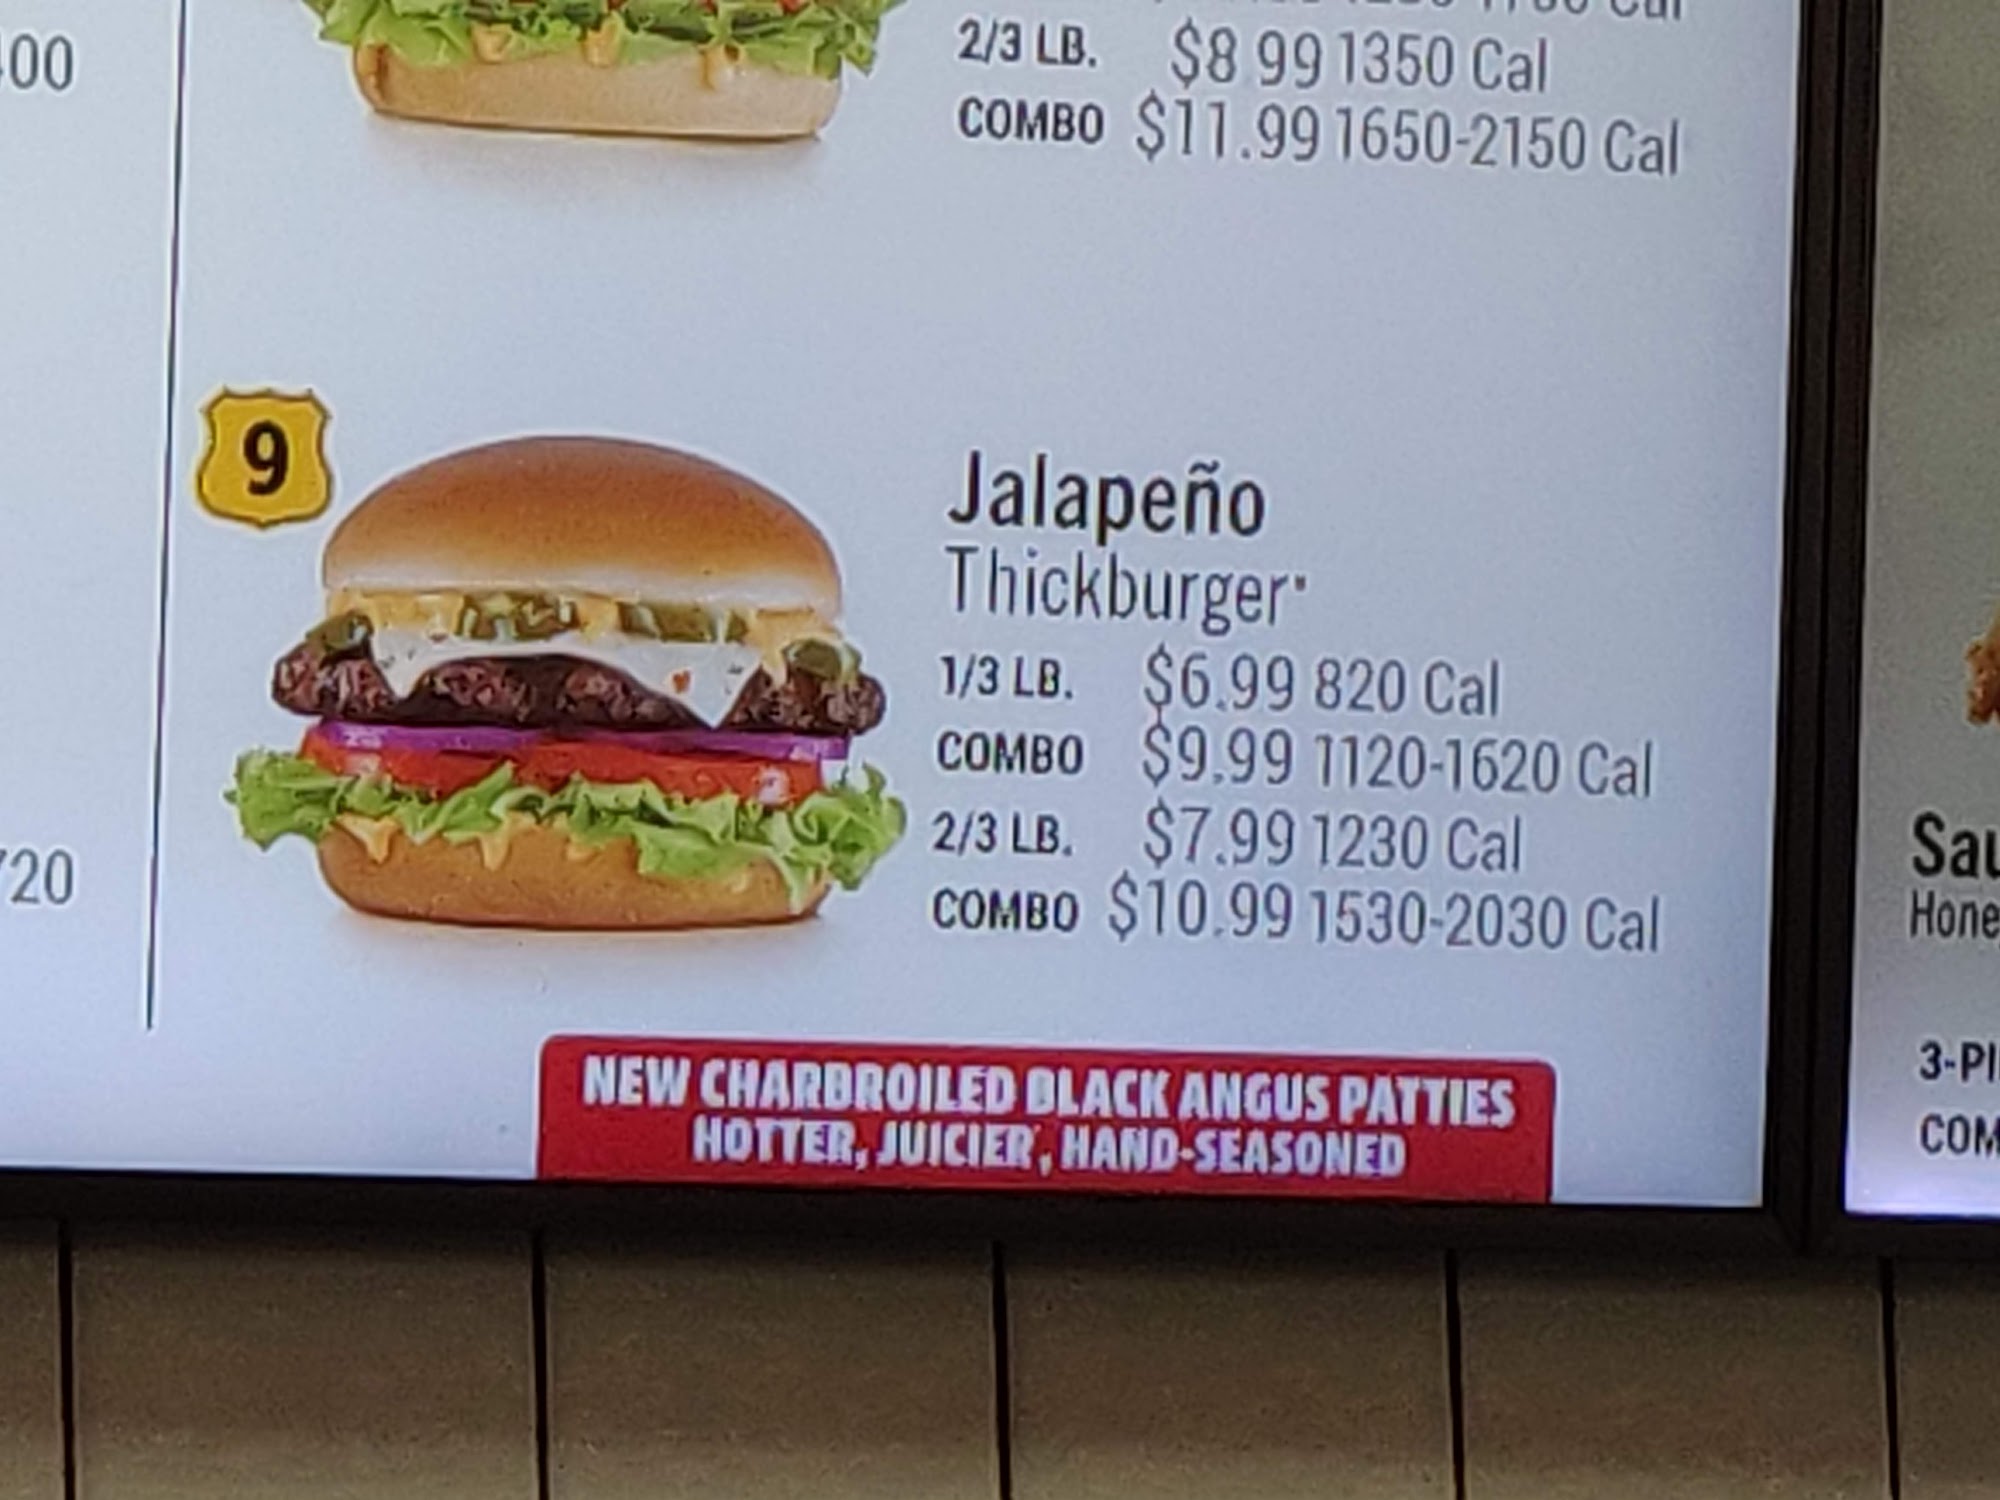 400
2/3 LB. $8 99 1350 Cal
COMBO $11.99 1650-2150 Cal
9
Jalapeño
Thickburger
1/3 LB. $6.99 820 Cal
COMBO $9.99 1120-1620 Cal
2/3 LB. $7.99 1230 Cal
COMBO $10.99 1530-2030 Cal
720
NEW CHARBROILED BLACK ANGUS PATTIES
HOTTER, JUICIER, HAND-SEASONED